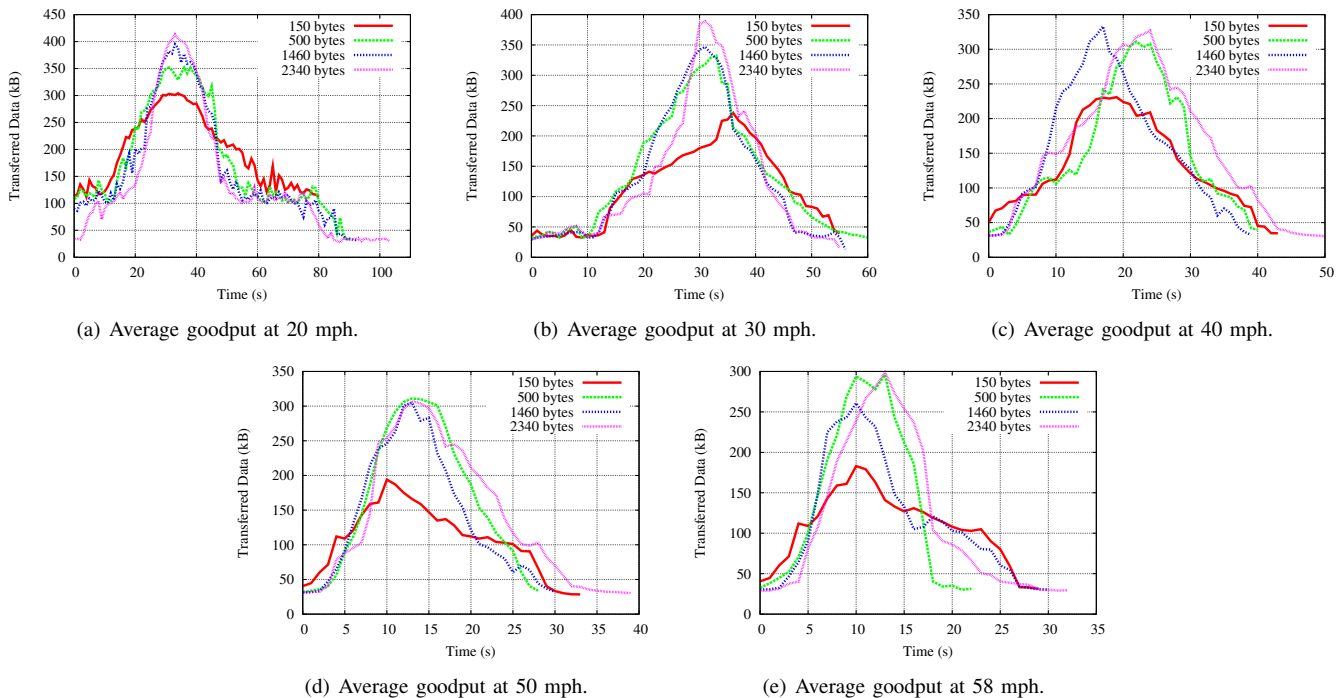 450
400
350
300
250
200
150
100
50
0
Transferred Data (kB)
0 20 40 60 80 100
Time (s)
150 bytes
500 bytes
1460 bytes
2340 bytes
(a) Average goodput at 20 mph.
400
350
300
250
200
150
100
50
0
Transferred Data (kB)
0 10 20 30 40 50 60
Time (s)
150 bytes
500 bytes
1460 bytes
2340 bytes
(b) Average goodput at 30 mph.
350
300
250
200
150
100
50
0
Transferred Data (kB)
0 10 20 30 40 50
Time (s)
150 bytes
500 bytes
1460 bytes
2340 bytes
(c) Average goodput at 40 mph.
350
300
250
200
150
100
50
0
Transferred Data (kB)
0 5 10 15 20 25 30 35 40
Time (s)
150 bytes
500 bytes
1460 bytes
2340 bytes
(d) Average goodput at 50 mph.
300
250
200
150
100
50
0
Transferred Data (kB)
0 5 10 15 20 25 30 35
Time (s)
150 bytes
500 bytes
1460 bytes
2340 bytes
(e) Average goodput at 58 mph.